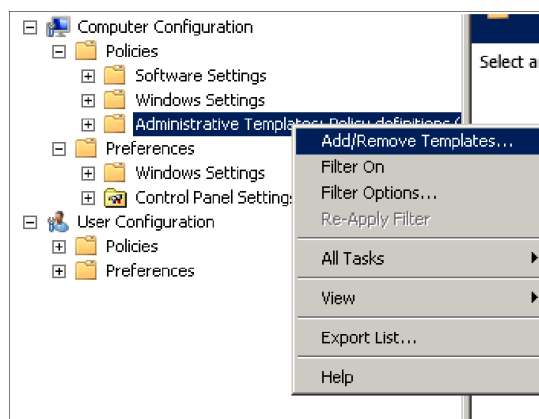 Computer Configuration
Policies
Select a
Software Settings
Windows Settings
Administrative Templates: Policy definitions (
Preferences
Windows Settings
Control Panel Settings
User Configuration
Policies
Preferences
Add/Remove Templates...
Filter On
Filter Options...
Re-Apply Filter
All Tasks
View
Export List...
Help